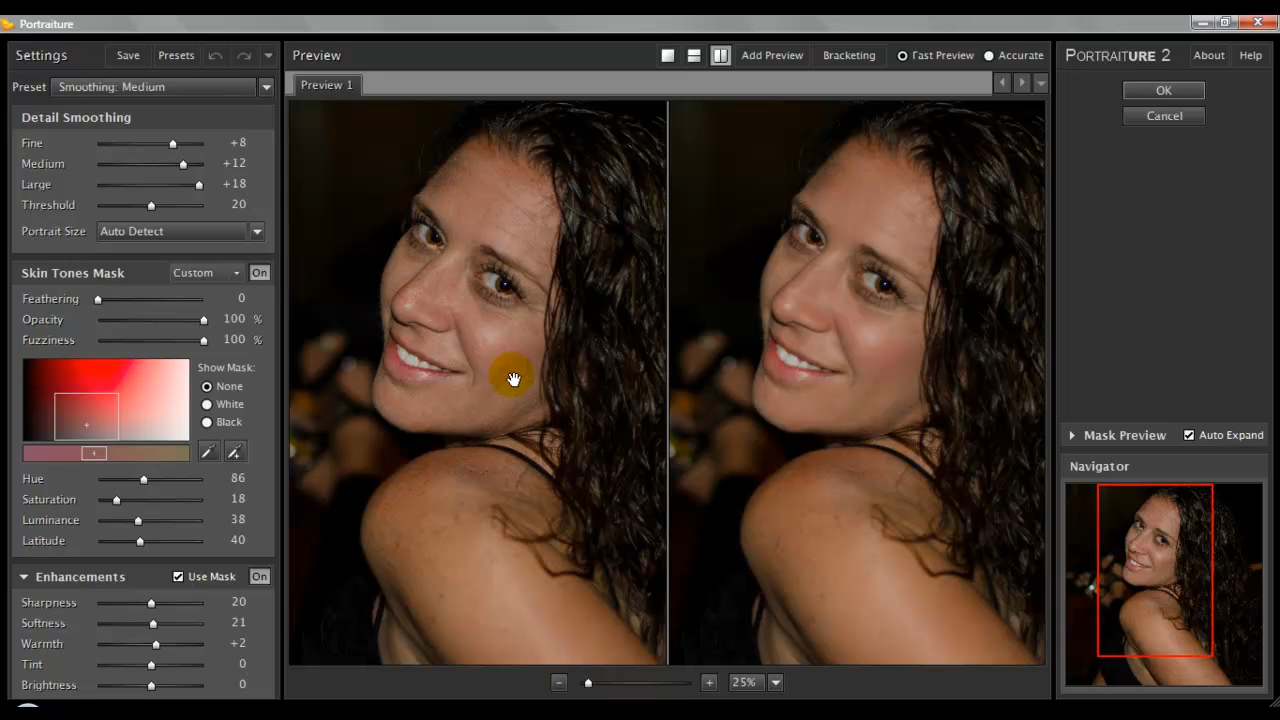 Portraiture
Settings Save Presets
Preset Smoothing: Medium
Detail Smoothing
Fine +8
Medium +12
Large +18
Threshold 20
Portrait Size Auto Detect
Skin Tones Mask Custom On
Feathering 0
Opacity 100 %
Fuzziness 100 %
Show Mask:
None
White
Black
Hue 86
Saturation 18
Luminance 38
Latitude 40
Enhancements Use Mask On
Sharpness 20
Softness 21
Warmth +2
Tint 0
Brightness 0
Preview Add Preview Bracketing Fast Preview Accurate
Preview 1
25%
PORTRAITURE 2 About Help
OK
Cancel
Mask Preview Auto Expand
Navigator